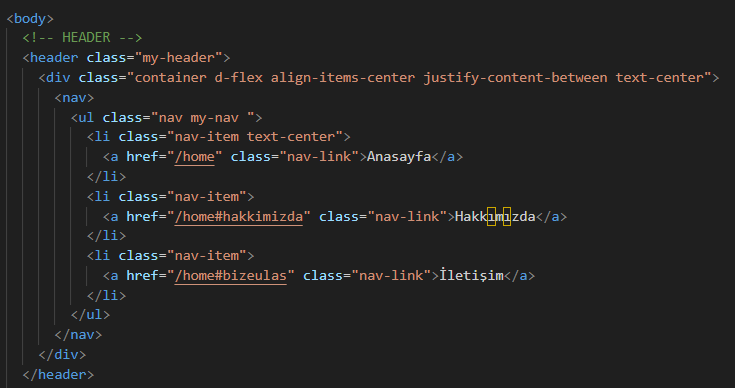 <body>
<!-- HEADER -->
<header class="my-header">
<div class="container d-flex align-items-center justify-content-between text-center">
<nav>
<ul class="nav my-nav ">
<li class="nav-item text-center">
<a href="/home" class="nav-link">Anasayfa</a>
</li>
<li class="nav-item">
<a href="/home#hakkimizda" class="nav-link">Hakkımızda</a>
</li>
<li class="nav-item">
<a href="/home#bizeulas" class="nav-link">İletişim</a>
</li>
</ul>
</nav>
</div>
</header>